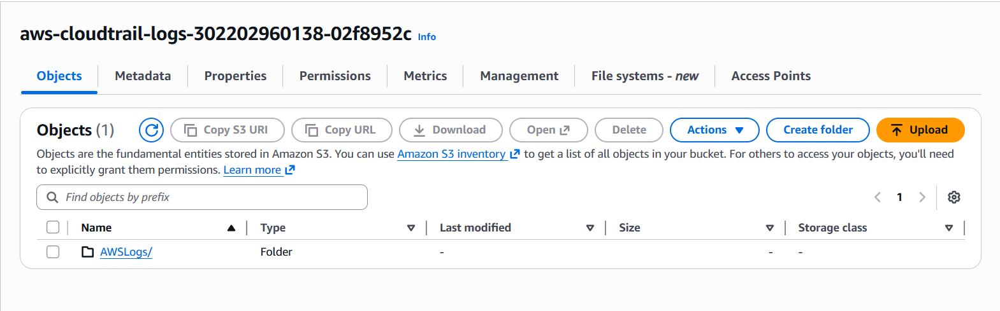 aws-cloudtrail-logs-302202960138-02f8952c Info
Objects Metadata Properties Permissions Metrics Management File systems - new Access Points
Objects (1) Copy S3 URI Copy URL Download Open Delete Actions Create folder Upload
Objects are the fundamental entities stored in Amazon S3. You can use Amazon S3 inventory to get a list of all objects in your bucket. For others to access your objects, you'll need
to explicitly grant them permissions. Learn more
Find objects by prefix 1
Name Type Last modified Size Storage class
AWSLogs/ Folder - - -